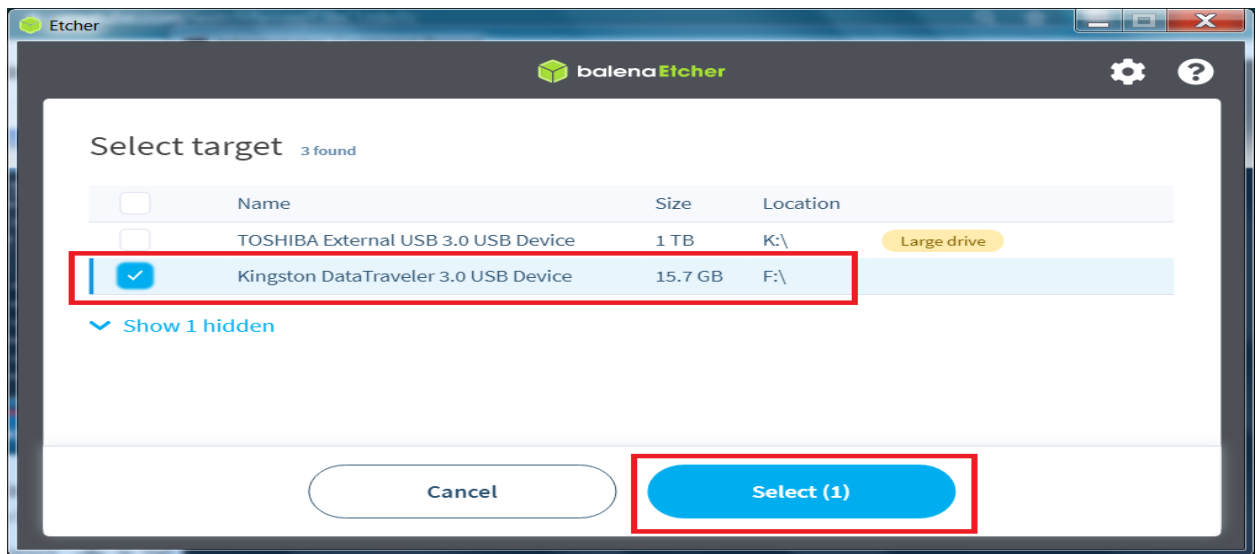 Etcher
balenaEtcher
Select target 3 found
Name Size Location
TOSHIBA External USB 3.0 USB Device 1 TB K:\ Large drive
Kingston DataTraveler 3.0 USB Device 15.7 GB F:\
Show 1 hidden
Cancel Select (1)